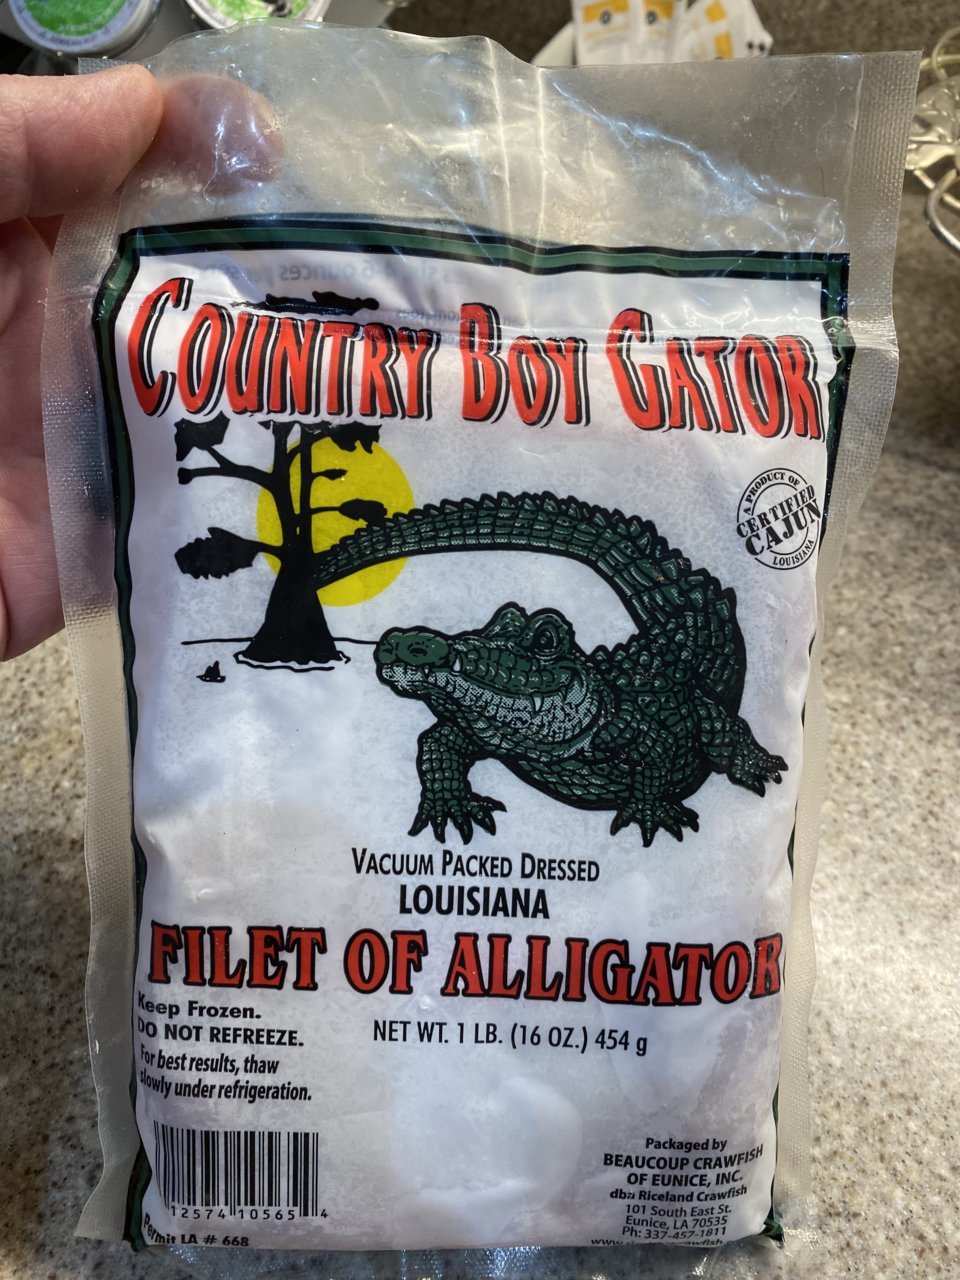 COUNTRY BOY GATOR
A PRODUCT OF
CERTIFIED
CAJUN
LOUISIANA
VACUUM PACKED DRESSED
LOUISIANA
FILET OF ALLIGATOR
Keep Frozen.
DO NOT REFREEZE.
For best results, thaw
slowly under refrigeration.
NET WT. 1 LB. (16 OZ.) 454 g
12574 10565 4
Permit LA # 668
Packaged by
BEAUCOUP CRAWFISH
OF EUNICE, INC.
dba Riceland Crawfish
101 South East St.
Eunice, LA 70535
Ph: 337-457-1811